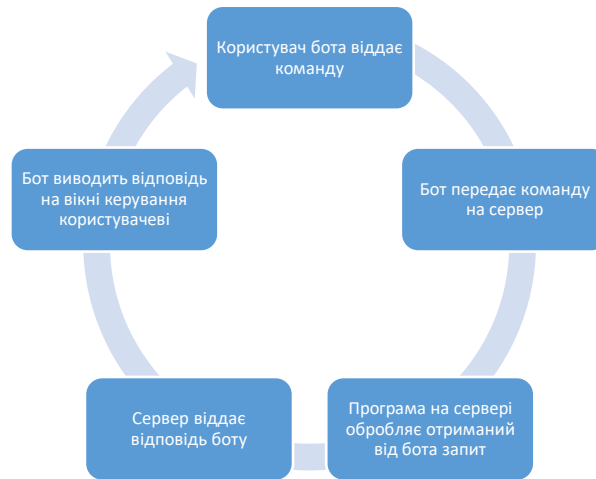 Користувач бота віддає
команду
Бот передає команду
на сервер
Програма на сервері
обробляє отриманий
від бота запит
Сервер віддає
відповідь боту
Бот виводить відповідь
на вікні керування
користувачеві